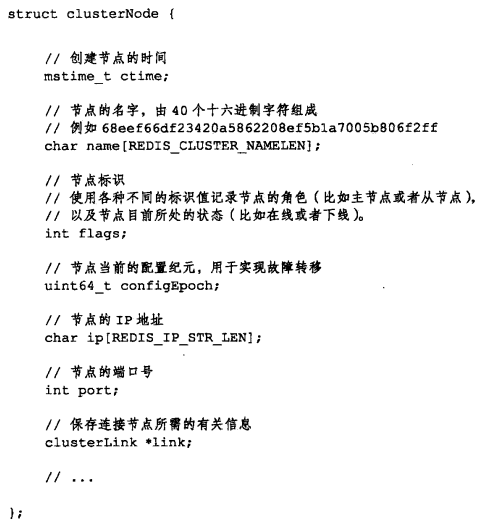 struct clusterNode {
// 创建节点的时间
mstime_t ctime;
// 节点的名字，由 40 个十六进制字符组成
// 例如 68eef66df23420a5862208ef5b1a7005b806f2ff
char name[REDIS_CLUSTER_NAMELEN];
// 节点标识
// 使用各种不同的标识值记录节点的角色（比如主节点或者从节点），
// 以及节点目前所处的状态（比如在线或者下线）。
int flags;
// 节点当前的配置纪元，用于实现故障转移
uint64_t configEpoch;
// 节点的 IP 地址
char ip[REDIS_IP_STR_LEN];
// 节点的端口号
int port;
// 保存连接节点所需的有关信息
clusterLink *link;
// ...
};